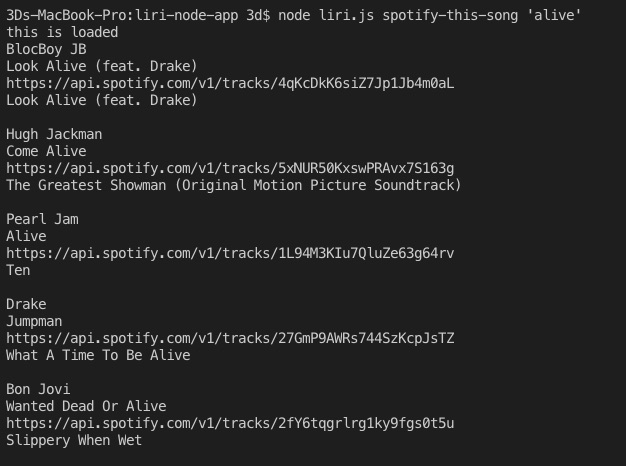 3Ds-MacBook-Pro:liri-node-app 3d$ node liri.js spotify-this-song 'alive'
this is loaded
BlocBoy JB
Look Alive (feat. Drake)
https://api.spotify.com/v1/tracks/4qKcDkK6siZ7Jp1Jb4m0aL
Look Alive (feat. Drake)
Hugh Jackman
Come Alive
https://api.spotify.com/v1/tracks/5xNUR50KxswPRAvx7S163g
The Greatest Showman (Original Motion Picture Soundtrack)
Pearl Jam
Alive
https://api.spotify.com/v1/tracks/1L94M3KIu7QluZe63g64rv
Ten
Drake
Jumpman
https://api.spotify.com/v1/tracks/27GmP9AWRs744SzKcpJsTZ
What A Time To Be Alive
Bon Jovi
Wanted Dead Or Alive
https://api.spotify.com/v1/tracks/2fY6tqgrlrg1ky9fgs0t5u
Slippery When Wet